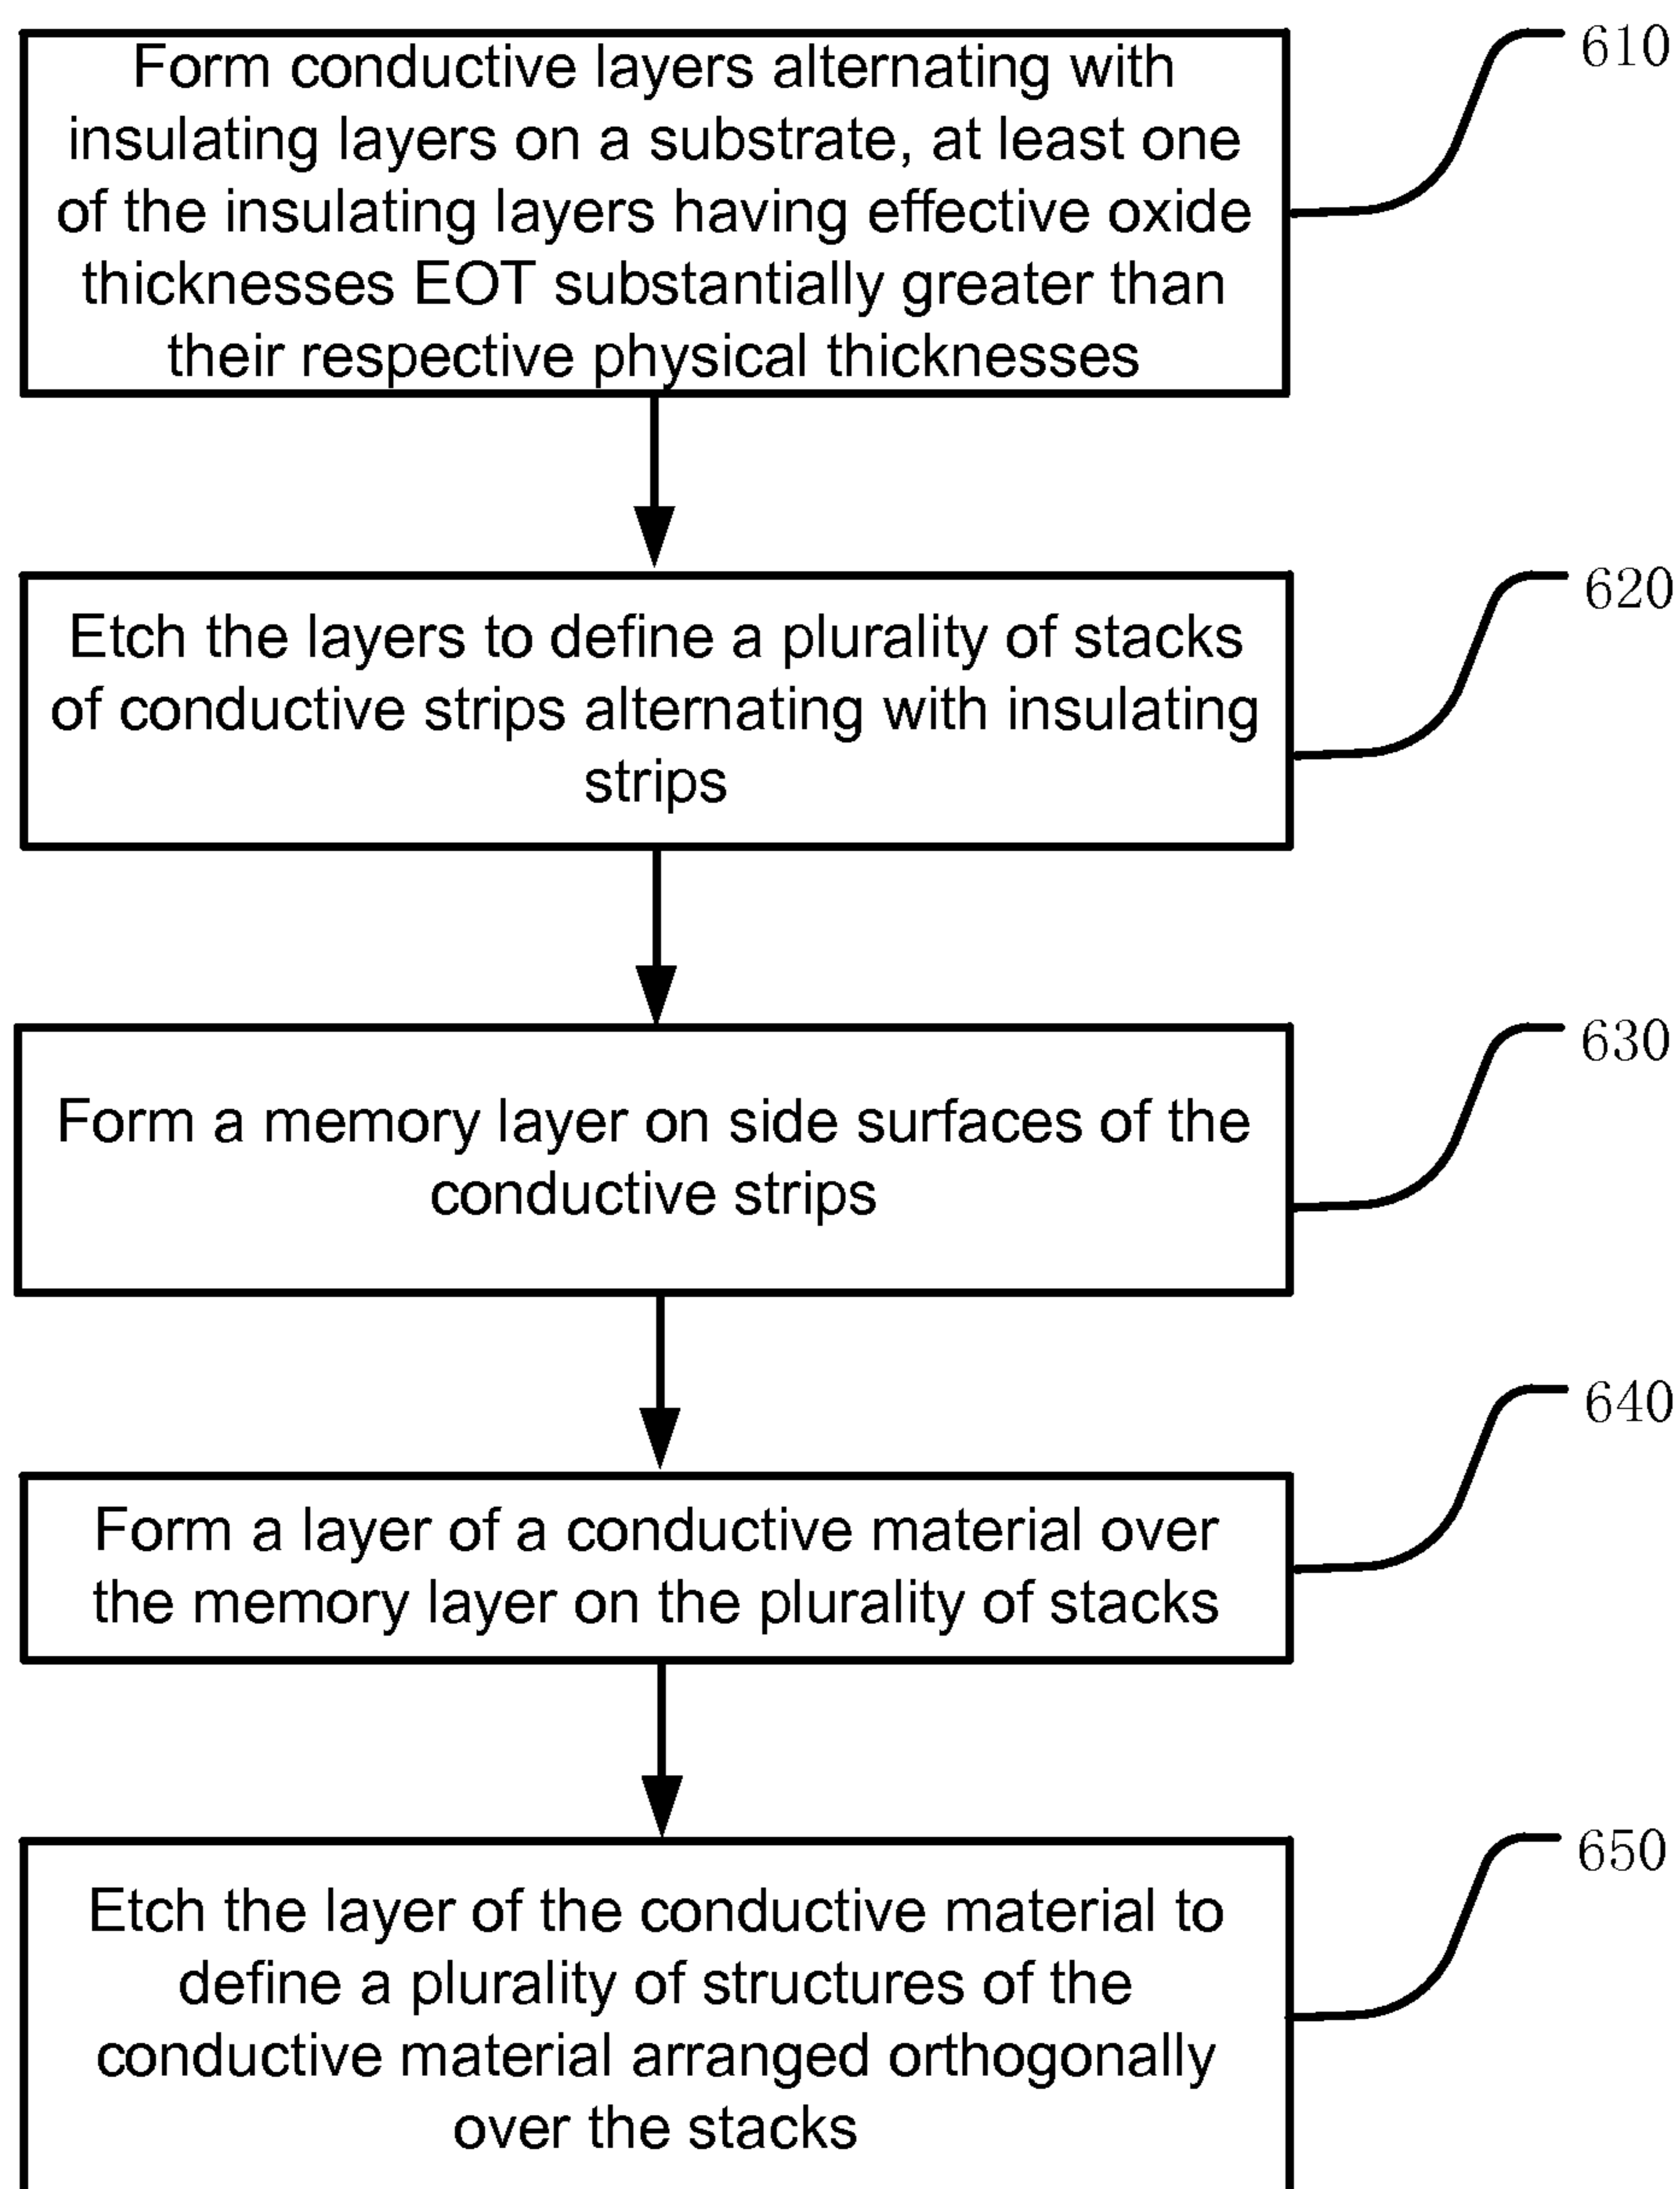 Form conductive layers alternating with
insulating layers on a substrate, at least one
of the insulating layers having effective oxide
thicknesses EOT substantially greater than
their respective physical thicknesses
610
Etch the layers to define a plurality of stacks
of conductive strips alternating with insulating
strips
620
Form a memory layer on side surfaces of the
conductive strips
630
Form a layer of a conductive material over
the memory layer on the plurality of stacks
640
Etch the layer of the conductive material to
define a plurality of structures of the
conductive material arranged orthogonally
over the stacks
650